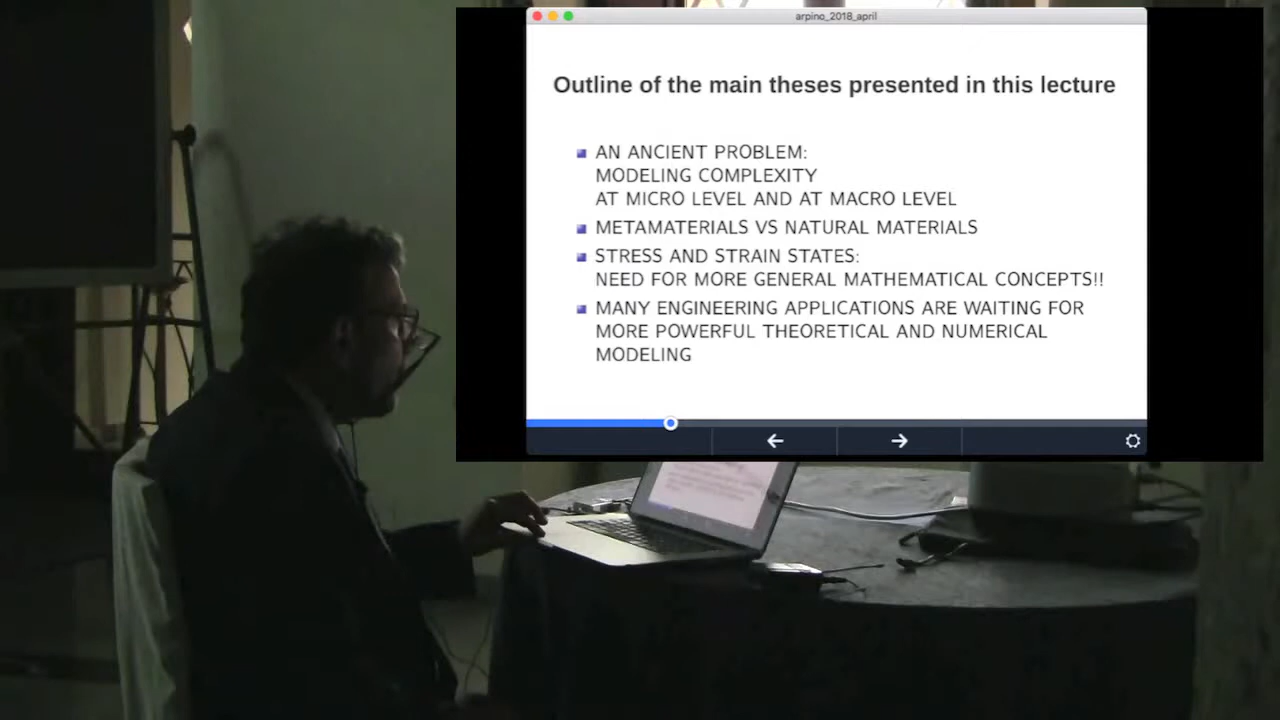 arpino_2018_april
Outline of the main theses presented in this lecture
AN ANCIENT PROBLEM:
MODELING COMPLEXITY
AT MICRO LEVEL AND AT MACRO LEVEL
METAMATERIALS VS NATURAL MATERIALS
STRESS AND STRAIN STATES:
NEED FOR MORE GENERAL MATHEMATICAL CONCEPTS!!
MANY ENGINEERING APPLICATIONS ARE WAITING FOR
MORE POWERFUL THEORETICAL AND NUMERICAL
MODELING